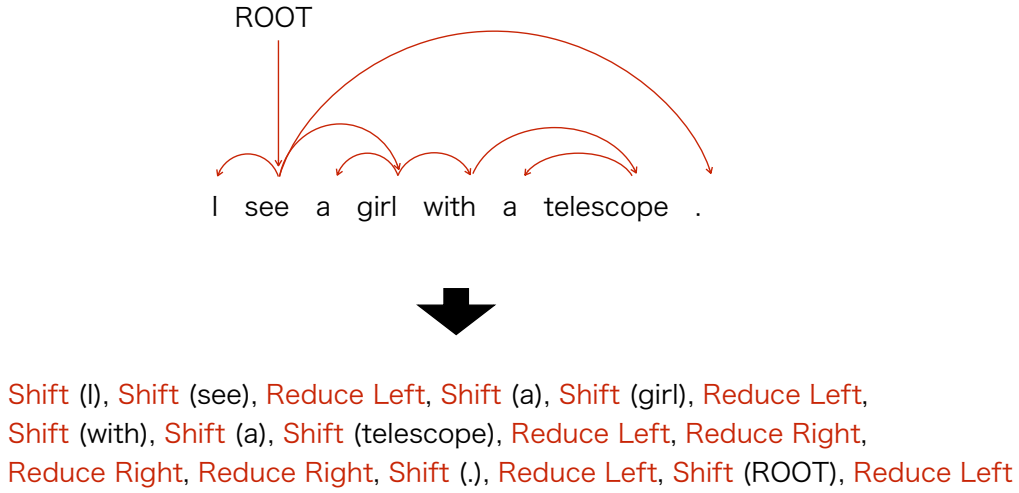 ROOT
I see a girl with a telescope .
Shift (I), Shift (see), Reduce Left, Shift (a), Shift (girl), Reduce Left,
Shift (with), Shift (a), Shift (telescope), Reduce Left, Reduce Right,
Reduce Right, Reduce Right, Shift (.), Reduce Left, Shift (ROOT), Reduce Left